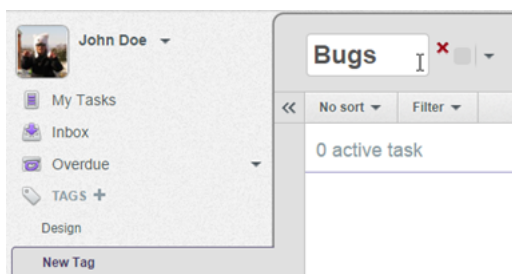 John Doe
My Tasks
Inbox
Overdue
TAGS +
Design
New Tag
Bugs
No sort
Filter
0 active task